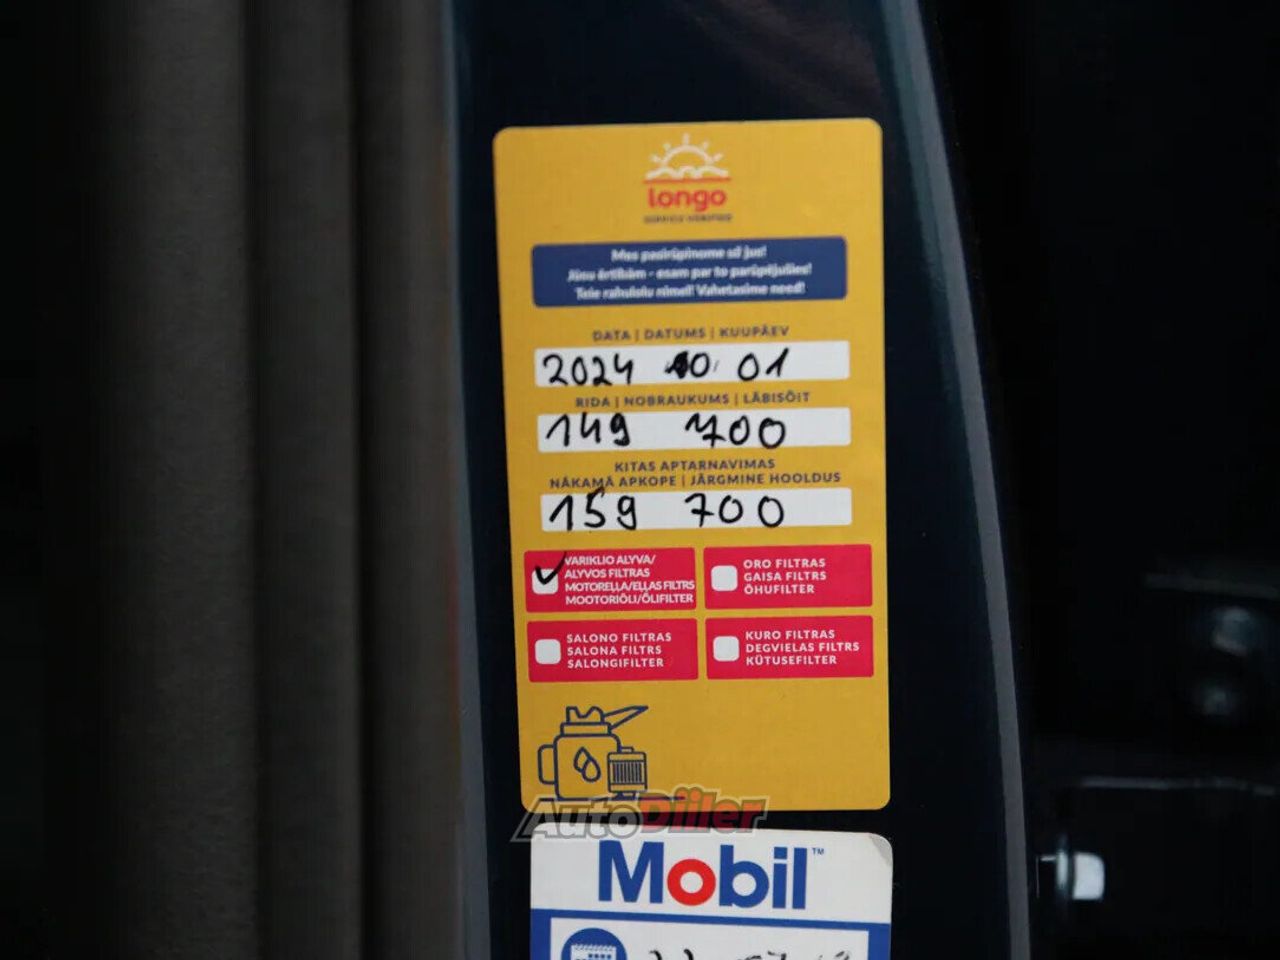 longo
Mes pasirūpinome už jus!
Jūsu ērtībām - esam par to parūpējušies!
Teie rahulolu nimel! Vahetasime need!
DATA | DATUMS | KUUPÄEV
2024 10 01
RIDA | NOBRAUKUMS | LÄBISÕIT
149 700
KITAS APTARNAVIMAS
NĀKAMĀ APKOPE | JÄRGMINE HOOLDUS
159 700
VARIKLIO ALYVA/
ALYVOS FILTRAS
MOTOREĻĻA/EĻĻAS FILTRS
MOOTORIÕLI/ÕLIFILTER
ORO FILTRAS
GAISA FILTRS
ÕHUFILTER
SALONO FILTRAS
SALONA FILTRS
SALONGIFILTER
KURO FILTRAS
DEGVIELAS FILTRS
KÜTUSEFILTER
AutoDiiler
Mobil™